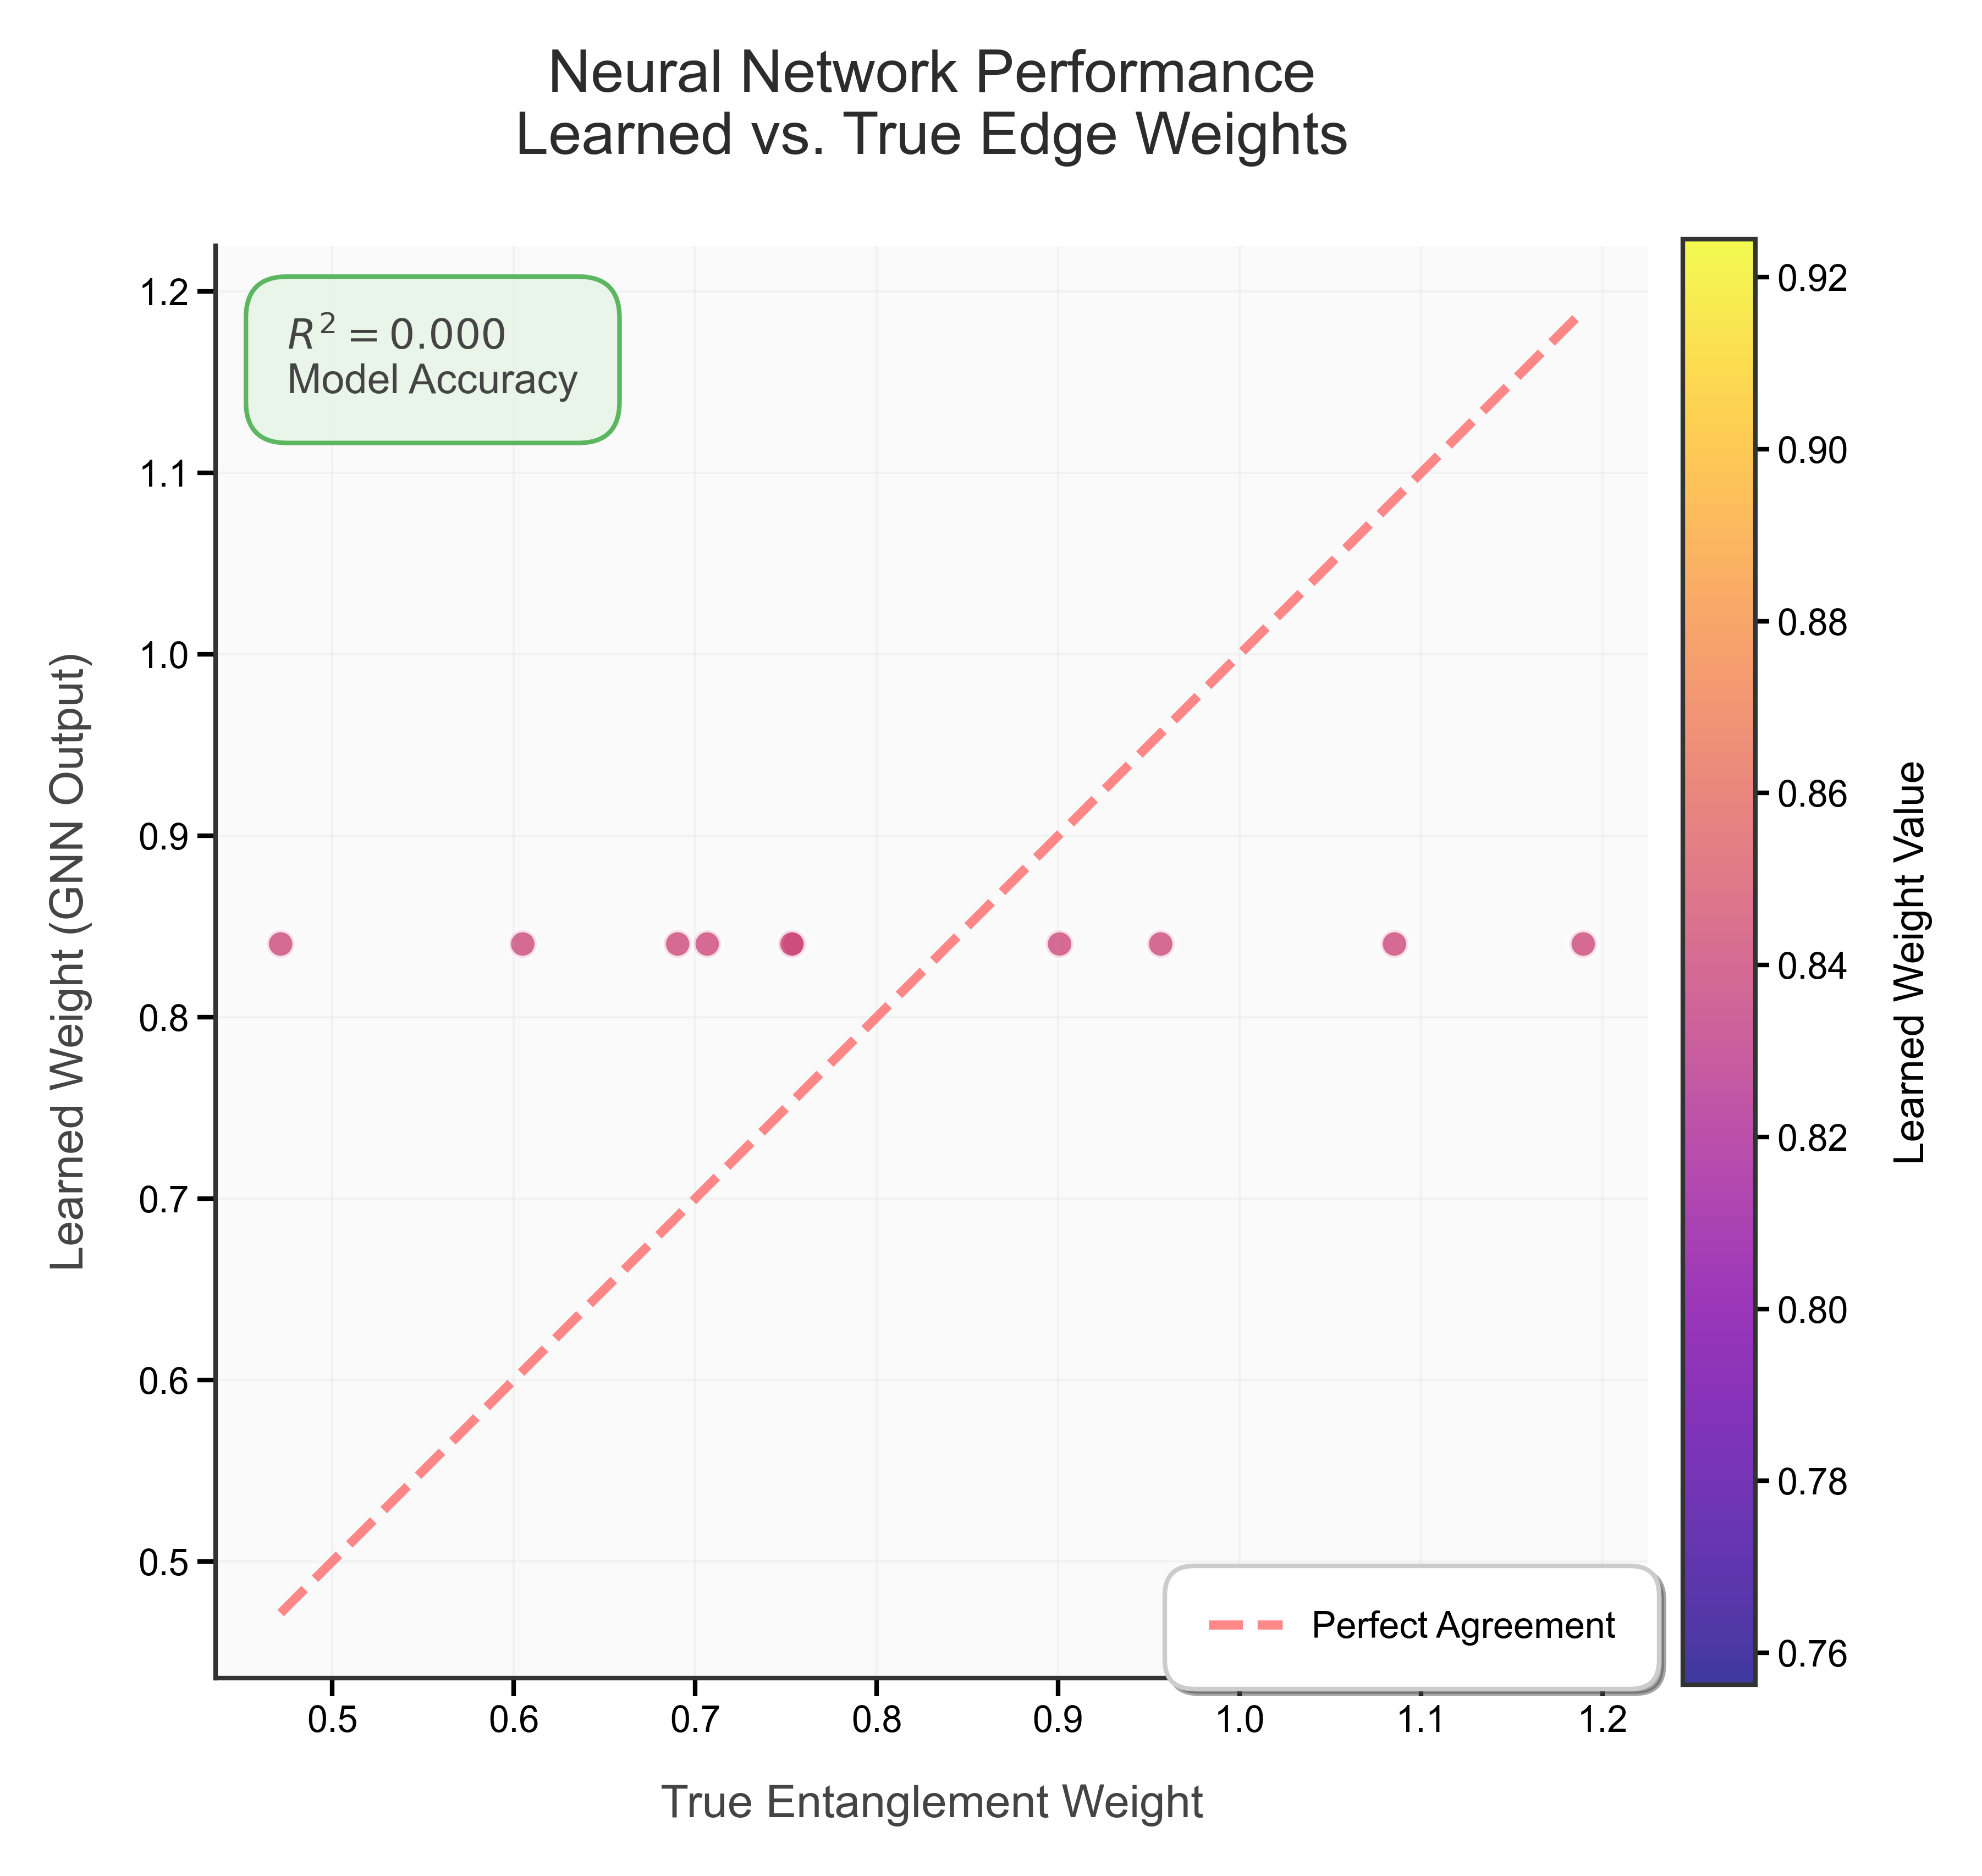 Neural Network Performance
Learned vs. True Edge Weights
R² = 0.000
Model Accuracy
Learned Weight (GNN Output)
1.2
1.1
1.0
0.9
0.8
0.7
0.6
0.5
0.5 0.6 0.7 0.8 0.9 1.0 1.1 1.2
True Entanglement Weight
Perfect Agreement
0.92
0.90
0.88
0.86
0.84
0.82
0.80
0.78
0.76
Learned Weight Value